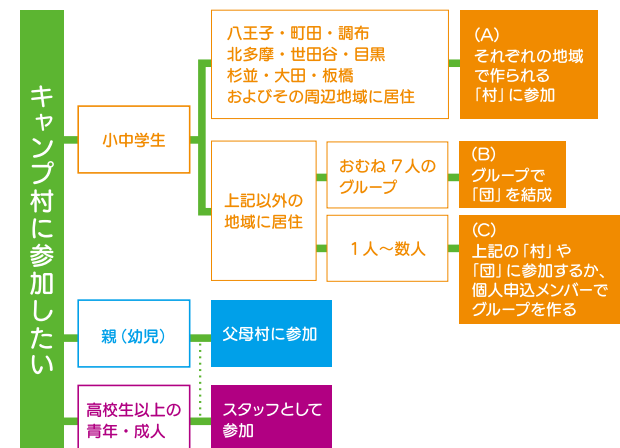 キャンプ村に参加したい
小中学生
八王子・町田・調布
北多摩・世田谷・目黒
杉並・大田・板橋
およびその周辺地域に居住
(A)
それぞれの地域
で作られる
「村」に参加
上記以外の
地域に居住
おむね 7人の
グループ
(B)
グループで
「団」を結成
1人～数人
(C)
上記の「村」や
「団」に参加するか、
個人申込メンバーで
グループを作る
親(幼児)
父母村に参加
高校生以上の
青年・成人
スタッフとして
参加